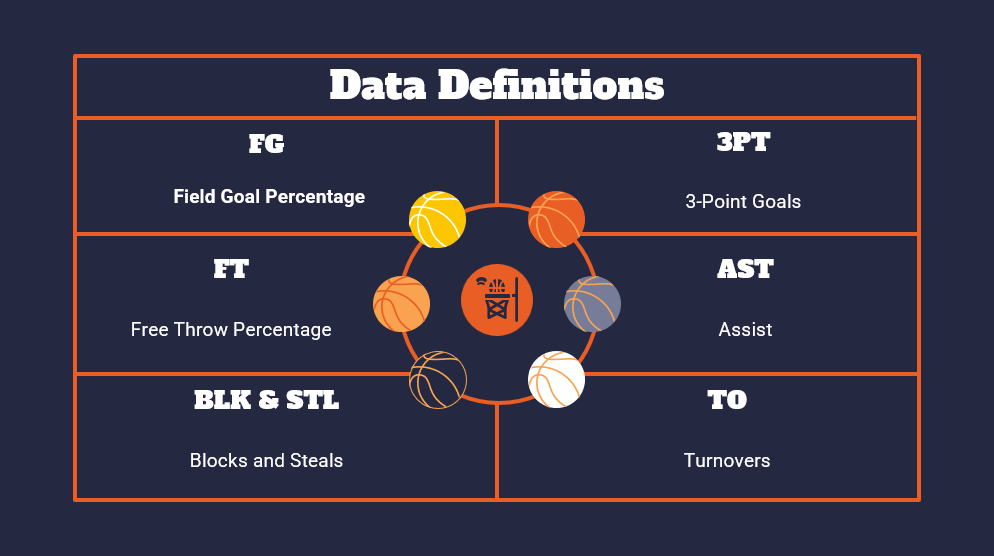 Data Definitions
FG
Field Goal Percentage
3PT
3-Point Goals
FT
Free Throw Percentage
AST
Assist
BLK & STL
Blocks and Steals
TO
Turnovers